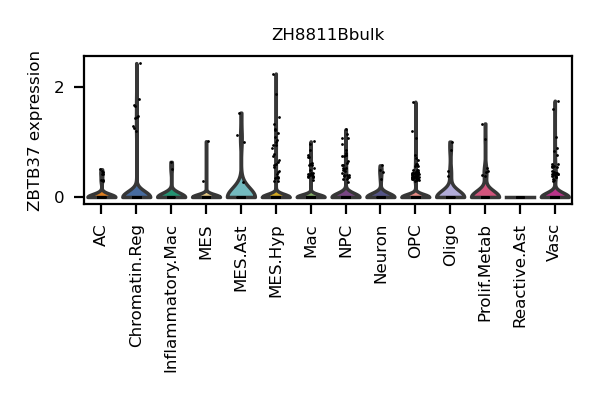 ZH8811Bbulk
ZBTB37 expression
2
0
AC
Chromatin.Reg
Inflammatory.Mac
MES
MES.Ast
MES.Hyp
Mac
NPC
Neuron
OPC
Oligo
Prolif.Metab
Reactive.Ast
Vasc